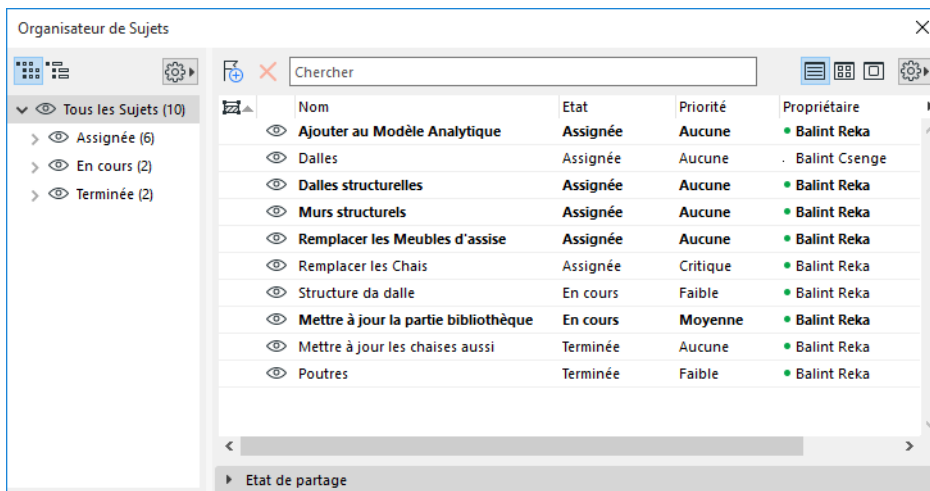 Organisateur de Sujets
Chercher
Tous les Sujets (10)
Assignée (6)
En cours (2)
Terminée (2)
Nom Etat Priorité Propriétaire
Ajouter au Modèle Analytique Assignée Aucune Balint Reka
Dalles Assignée Aucune Balint Csenge
Dalles structurelles Assignée Aucune Balint Reka
Murs structurels Assignée Aucune Balint Reka
Remplacer les Meubles d'assise Assignée Aucune Balint Reka
Remplacer les Chais Assignée Critique Balint Reka
Structure da dalle En cours Faible Balint Reka
Mettre à jour la partie bibliothèque En cours Moyenne Balint Reka
Mettre à jour les chaises aussi Terminée Aucune Balint Reka
Poutres Terminée Faible Balint Reka
Etat de partage